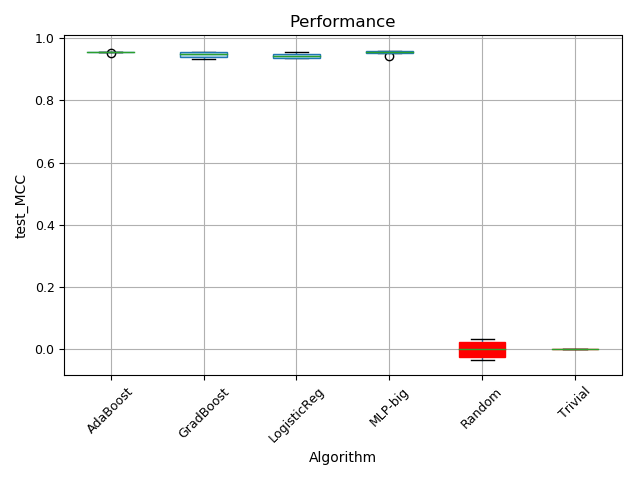 Performance
1.0
0.8
0.6
0.4
0.2
0.0
test_MCC
AdaBoost
GradBoost
LogisticReg
MLP-big
Random
Trivial
Algorithm